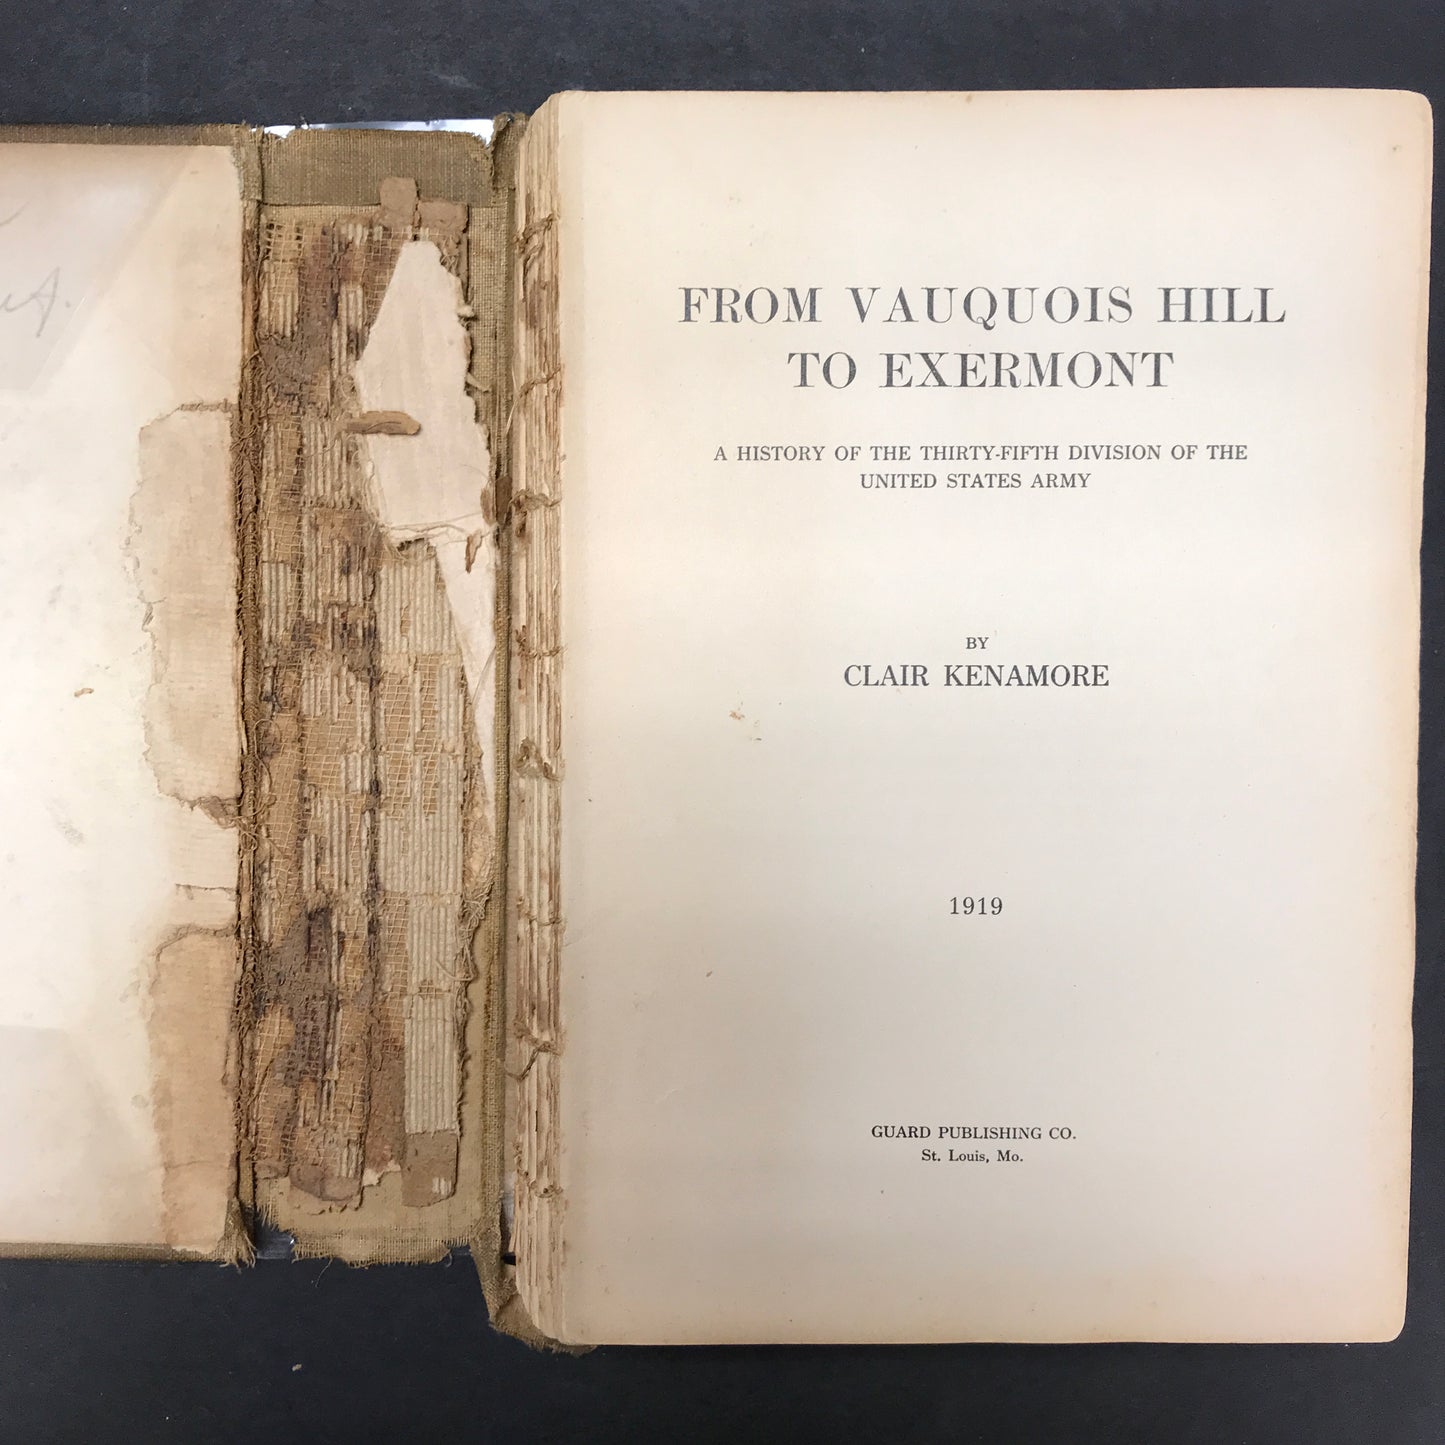 FROM VAUQUOIS HILL
TO EXERMONT
A HISTORY OF THE THIRTY-FIFTH DIVISION OF THE
UNITED STATES ARMY
BY
CLAIR KENAMORE
1919
GUARD PUBLISHING CO.
St. Louis, Mo.